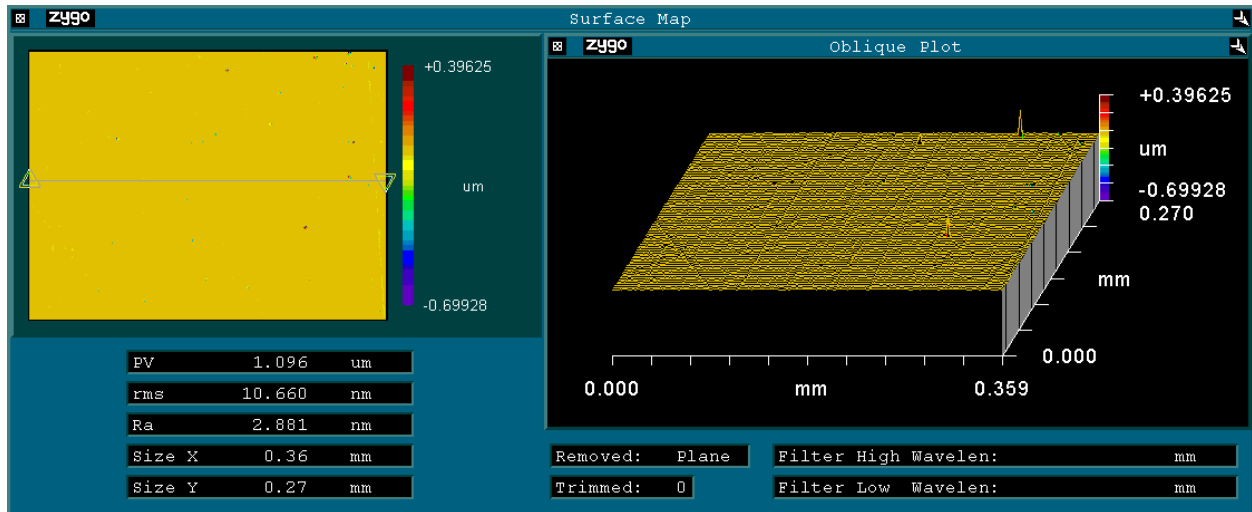 zygo Surface Map
+0.39625
um
-0.69928
zygo Oblique Plot
+0.39625
um
-0.69928
0.270
mm
0.000
0.000 mm 0.359
PV 1.096 um
rms 10.660 nm
Ra 2.881 nm
Size X 0.36 mm
Size Y 0.27 mm
Removed: Plane
Trimmed: 0
Filter High Wavelen: mm
Filter Low Wavelen: mm